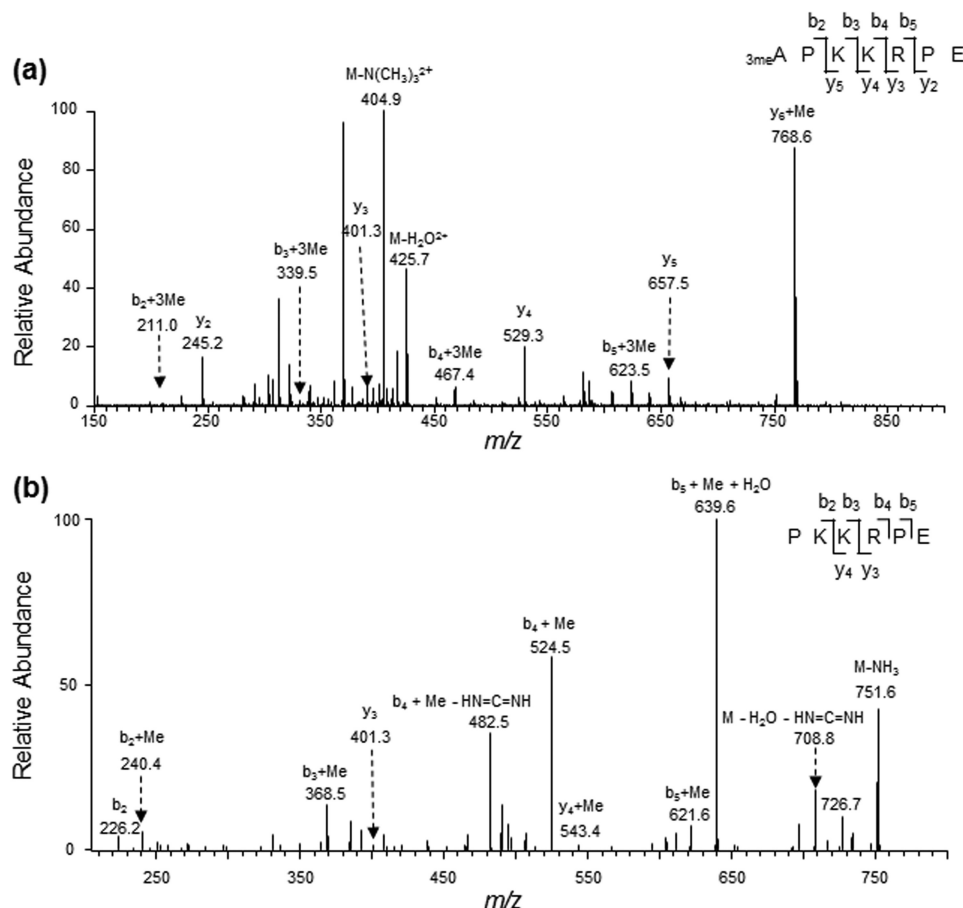 (a)
b2 b3 b4 b5
3meA P K K R P E
y5 y4 y3 y2
M–N(CH3)3²⁺
404.9
y6+Me
768.6
y3
401.3
M–H2O²⁺
425.7
b3+3Me
339.5
b2+3Me
211.0
y2
245.2
b4+3Me
467.4
y4
529.3
b5+3Me
623.5
y5
657.5
Relative Abundance
100
80
60
40
20
0
150 250 350 450 550 650 750 850
m/z
(b)
b5 + Me + H2O
639.6
b2 b3 b4 b5
P K K R P E
y4 y3
b4 + Me
524.5
b4 + Me - HN=C=NH
482.5
M-NH3
751.6
M - H2O - HN=C=NH
708.8
y3
401.3
b2+Me
240.4
b3+Me
368.5
b2
226.2
y4+Me
543.4
b5+Me
621.6
726.7
Relative Abundance
100
50
0
250 350 450 550 650 750
m/z